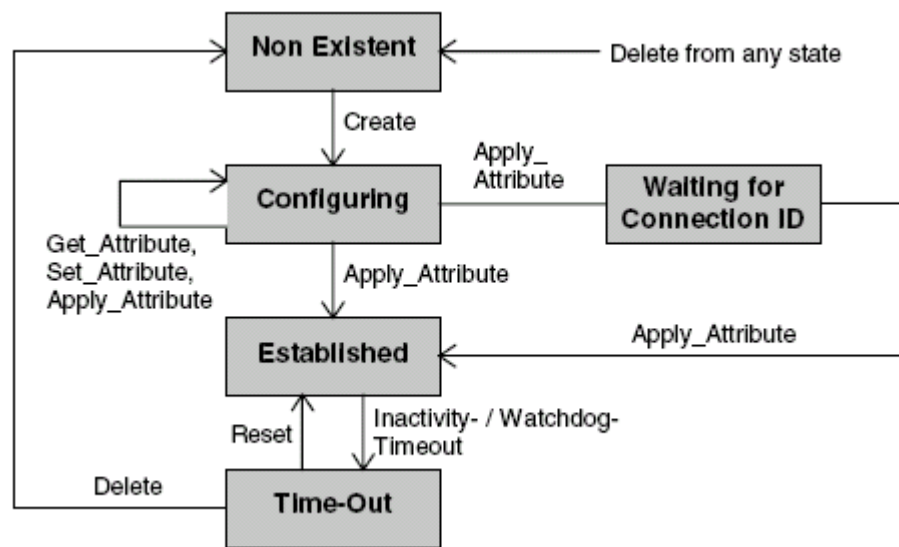 Non Existent
Delete from any state
Create
Apply_
Attribute
Configuring
Waiting for
Connection ID
Get_Attribute,
Set_Attribute,
Apply_Attribute
Apply_Attribute
Established
Apply_Attribute
Reset
Inactivity- / Watchdog-
Timeout
Delete
Time-Out